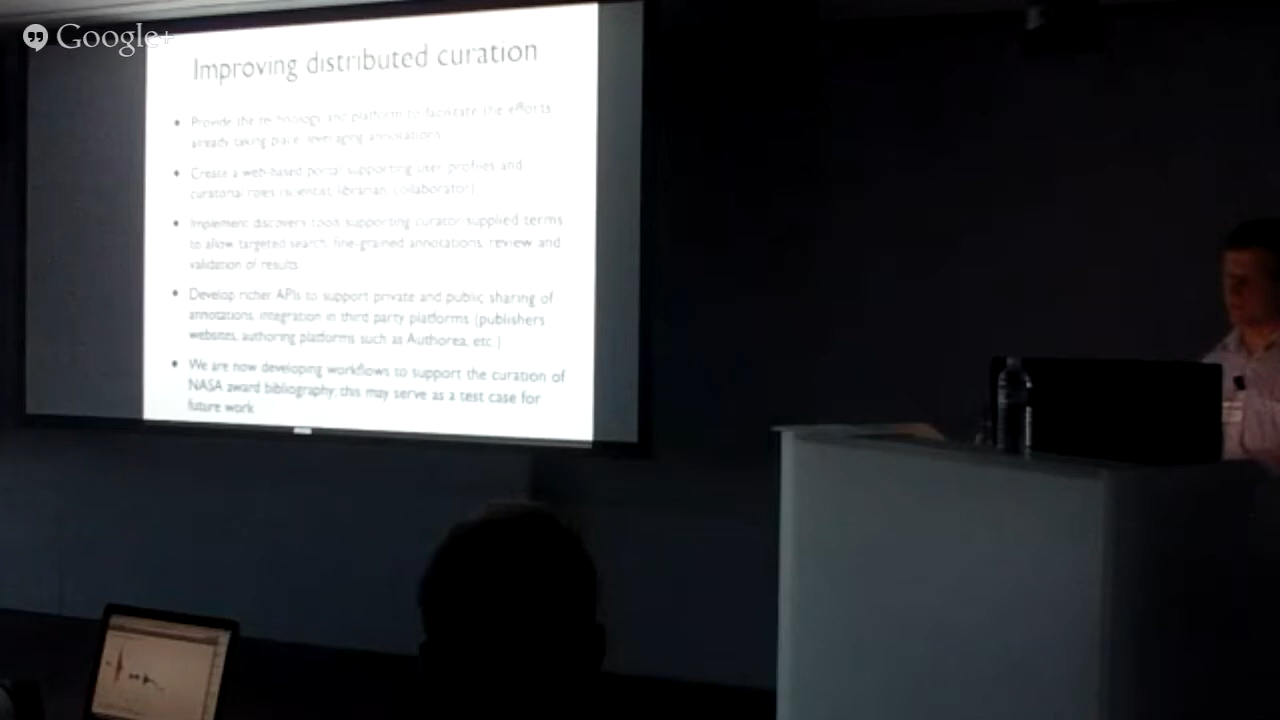 Google+
Improving distributed curation
Provide the technology and platform to facilitate the efforts
already taking place, leveraging annotations
Create a web-based portal supporting user profiles and
curatorial roles (scientist, librarian, collaborator)
Implement discovery tools supporting curator-supplied terms
to allow targeted search, fine-grained annotations, review and
validation of results
Develop richer APIs to support private and public sharing of
annotations, integration in third party platforms (publishers
websites, authoring platforms such as Authorea, etc.)
We are now developing workflows to support the curation of
NASA award bibliography; this may serve as a test case for
future work